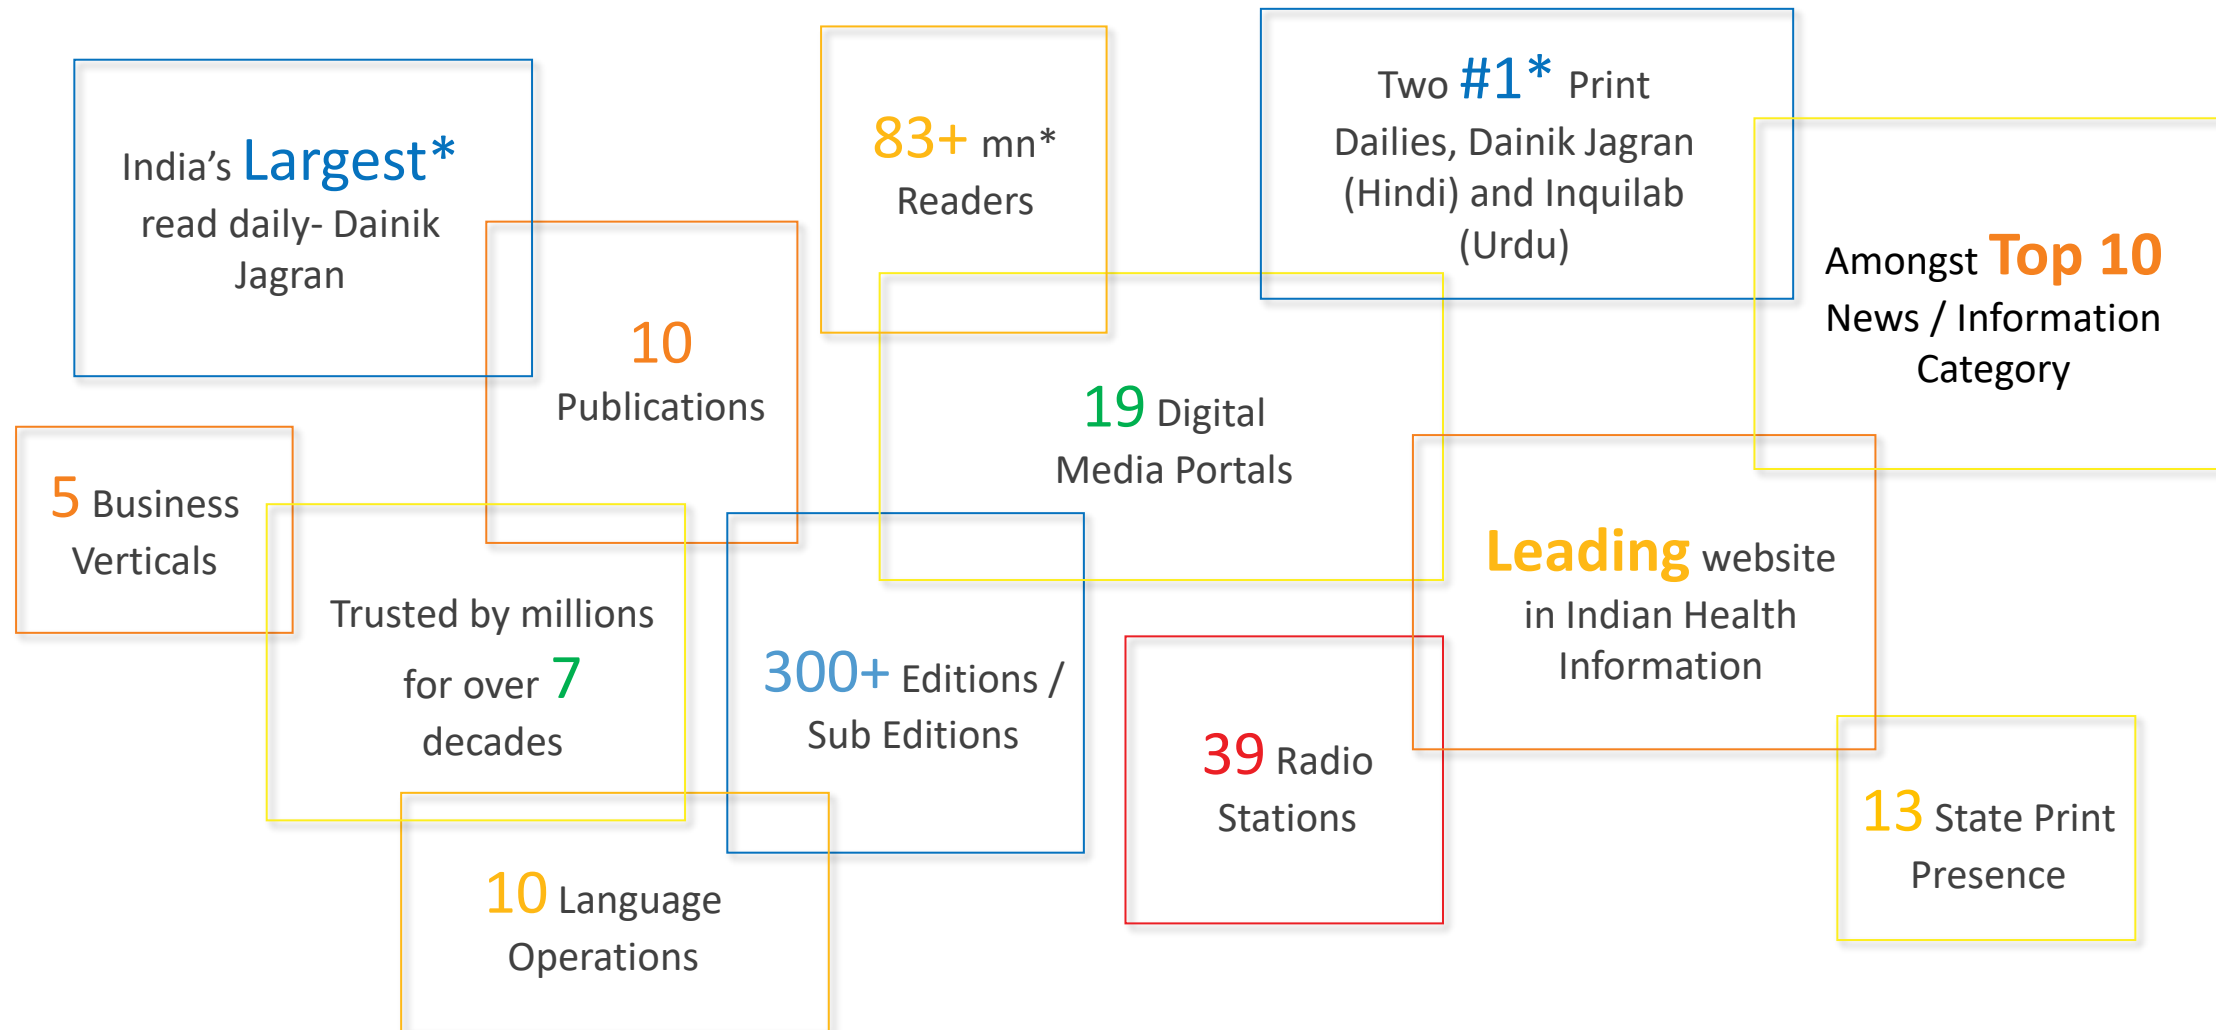 India’s Largest*
read daily- Dainik
Jagran
10
Publications
83+ mn*
Readers
Two #1* Print
Dailies, Dainik Jagran
(Hindi) and Inquilab
(Urdu)
Amongst Top 10
News / Information
Category
19 Digital
Media Portals
5 Business
Verticals
Trusted by millions
for over 7
decades
300+ Editions /
Sub Editions
Leading website
in Indian Health
Information
39 Radio
Stations
13 State Print
Presence
10 Language
Operations